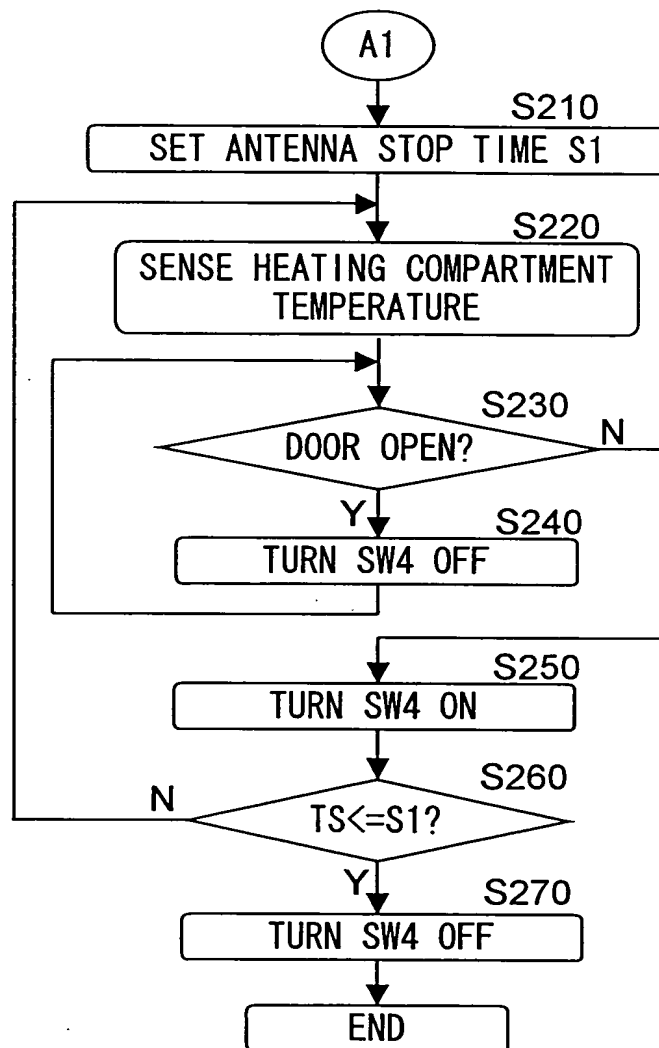 A1
S210
SET ANTENNA STOP TIME S1
S220
SENSE HEATING COMPARTMENT
TEMPERATURE
S230
DOOR OPEN?
N
Y
S240
TURN SW4 OFF
S250
TURN SW4 ON
S260
N
TS<=S1?
Y
S270
TURN SW4 OFF
END